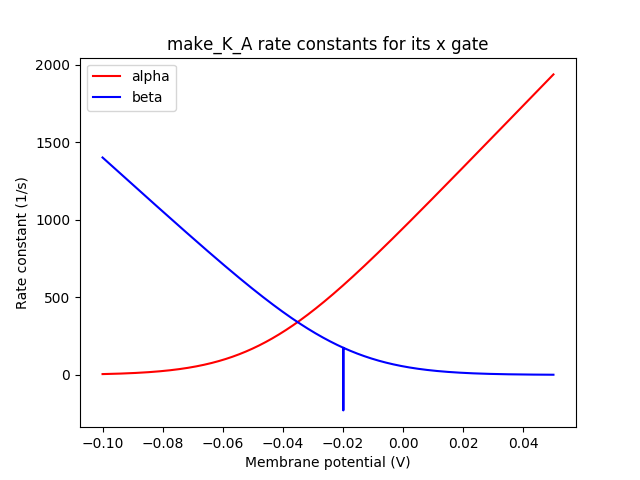 make_K_A rate constants for its x gate
alpha
beta
2000
1500
1000
500
0
Rate constant (1/s)
−0.10 −0.08 −0.06 −0.04 −0.02 0.00 0.02 0.04
Membrane potential (V)